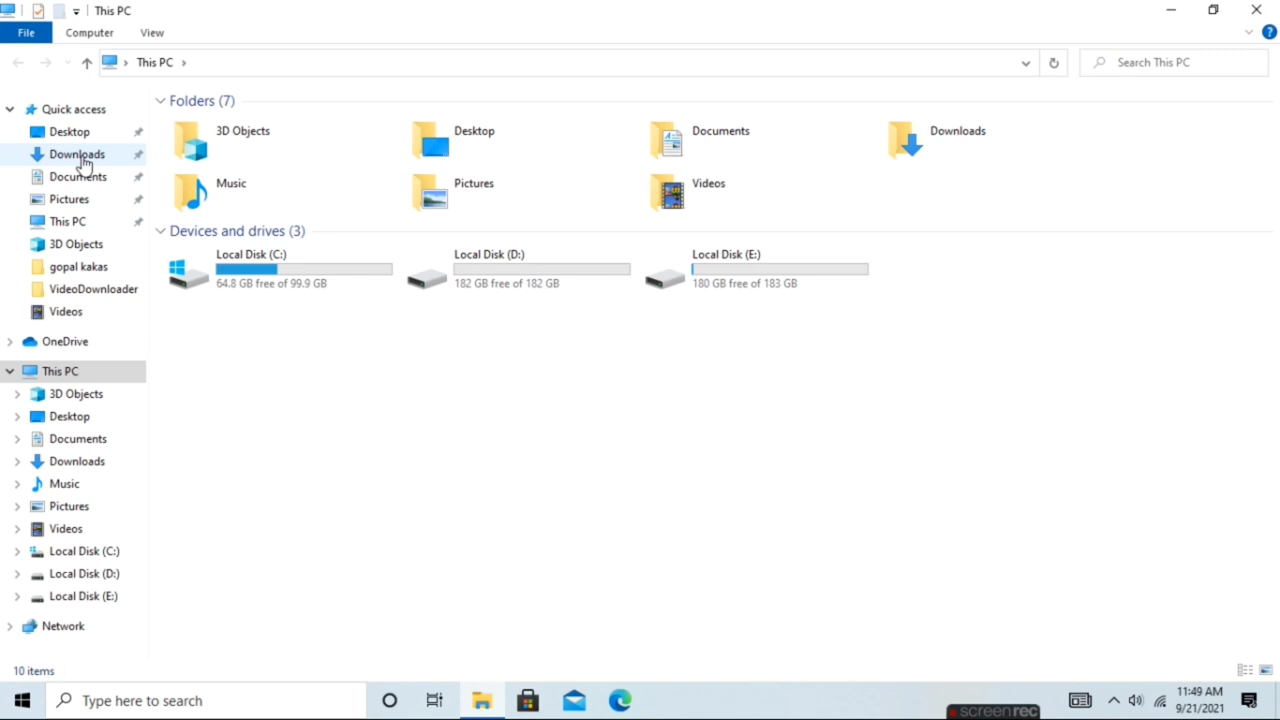 This PC
File Computer View
This PC
Search This PC
Quick access
Desktop
Downloads
Documents
Pictures
This PC
3D Objects
gopal kakas
VideoDownloader
Videos
OneDrive
This PC
3D Objects
Desktop
Documents
Downloads
Music
Pictures
Videos
Local Disk (C:)
Local Disk (D:)
Local Disk (E:)
Network
Folders (7)
3D Objects
Desktop
Documents
Downloads
Music
Pictures
Videos
Devices and drives (3)
Local Disk (C:)
64.8 GB free of 99.9 GB
Local Disk (D:)
182 GB free of 182 GB
Local Disk (E:)
180 GB free of 183 GB
10 items
Type here to search
screenrec
11:49 AM
9/21/2021